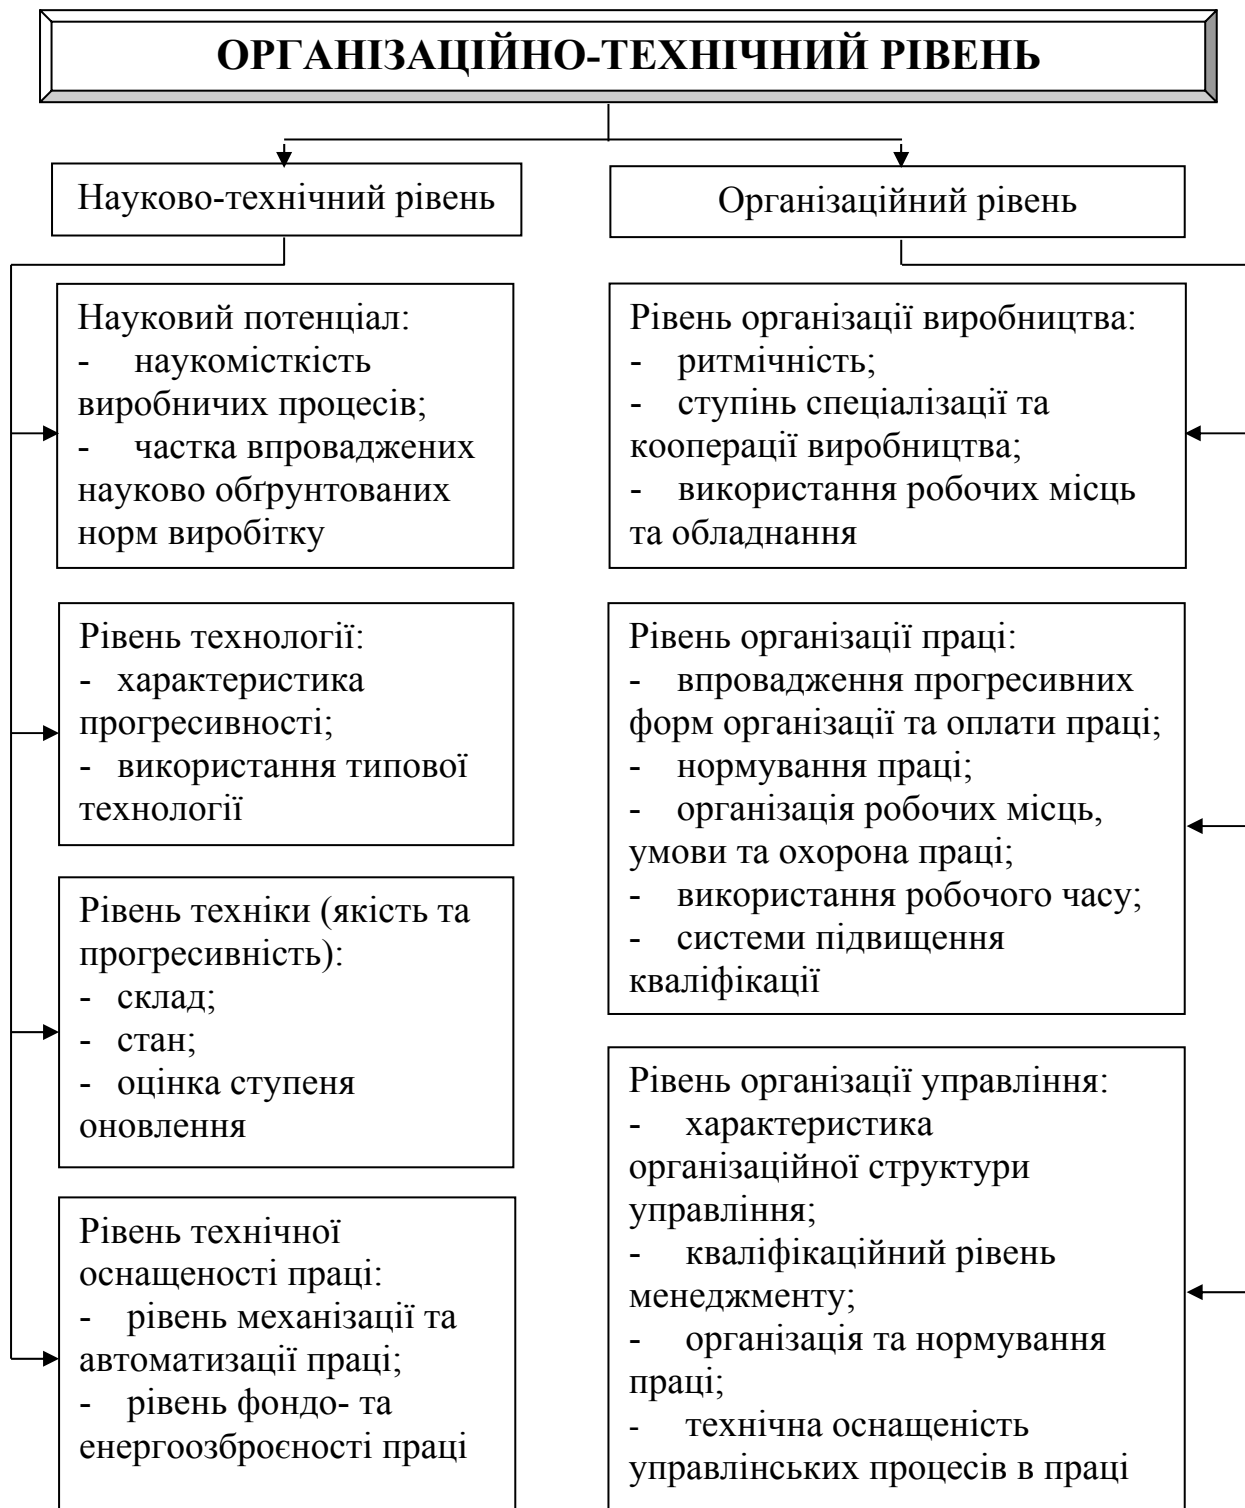 ОРГАНІЗАЦІЙНО-ТЕХНІЧНИЙ РІВЕНЬ
Науково-технічний рівень
Організаційний рівень
Науковий потенціал:
- наукомісткість
виробничих процесів;
- частка впроваджених
науково обґрунтованих
норм виробітку
Рівень технології:
- характеристика
прогресивності;
- використання типової
технології
Рівень техніки (якість та
прогресивність):
- склад;
- стан;
- оцінка ступеня
оновлення
Рівень технічної
оснащеності праці:
- рівень механізації та
автоматизації праці;
- рівень фондо- та
енергоозброєності праці
Рівень організації виробництва:
- ритмічність;
- ступінь спеціалізації та
кооперації виробництва;
- використання робочих місць
та обладнання
Рівень організації праці:
- впровадження прогресивних
форм організації та оплати праці;
- нормування праці;
- організація робочих місць,
умови та охорона праці;
- використання робочого часу;
- системи підвищення
кваліфікації
Рівень організації управління:
- характеристика
організаційної структури
управління;
- кваліфікаційний рівень
менеджменту;
- організація та нормування
праці;
- технічна оснащеність
управлінських процесів в праці